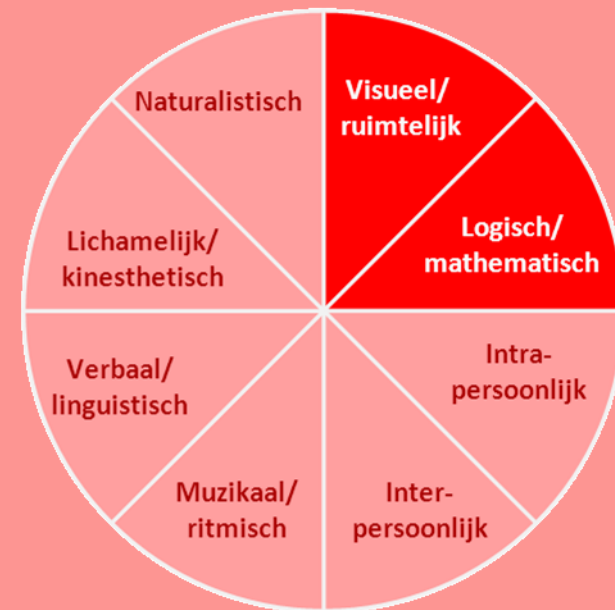 Visueel/
ruimtelijk
Logisch/
mathematisch
Intra-
persoonlijk
Inter-
persoonlijk
Muzikaal/
ritmisch
Verbaal/
linguistisch
Lichamelijk/
kinesthetisch
Naturalistisch